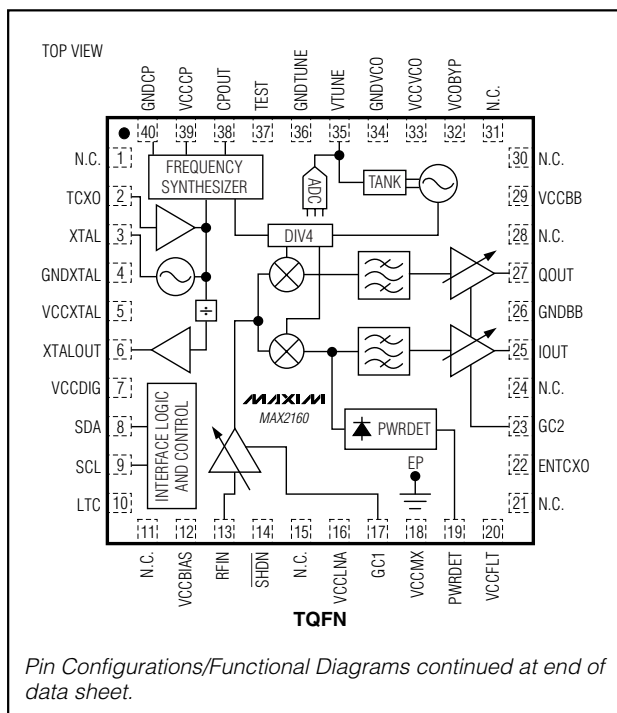 TOP VIEW
GNDCP
VCCCP
CPOUT
TEST
GNDTUNE
VTUNE
GNDVCO
VCCVCO
VCOBYP
N.C.
40
39
38
37
36
35
34
33
32
31
N.C. 1
TCXO 2
XTAL 3
GNDXTAL 4
VCCXTAL 5
XTALOUT 6
VCCDIG 7
SDA 8
SCL 9
LTC 10
FREQUENCY
SYNTHESIZER
ADC
TANK
DIV4
÷
INTERFACE LOGIC
AND CONTROL
MAXIM
MAX2160
PWRDET
EP
30 N.C.
29 VCCBB
28 N.C.
27 QOUT
26 GNDBB
25 IOUT
24 N.C.
23 GC2
22 ENTCXO
21 N.C.
11
12
13
14
15
16
17
18
19
20
N.C.
VCCBIAS
RFIN
SHDN
N.C.
VCCLNA
GC1
VCCMX
PWRDET
VCCFLT
TQFN
Pin Configurations/Functional Diagrams continued at end of
data sheet.